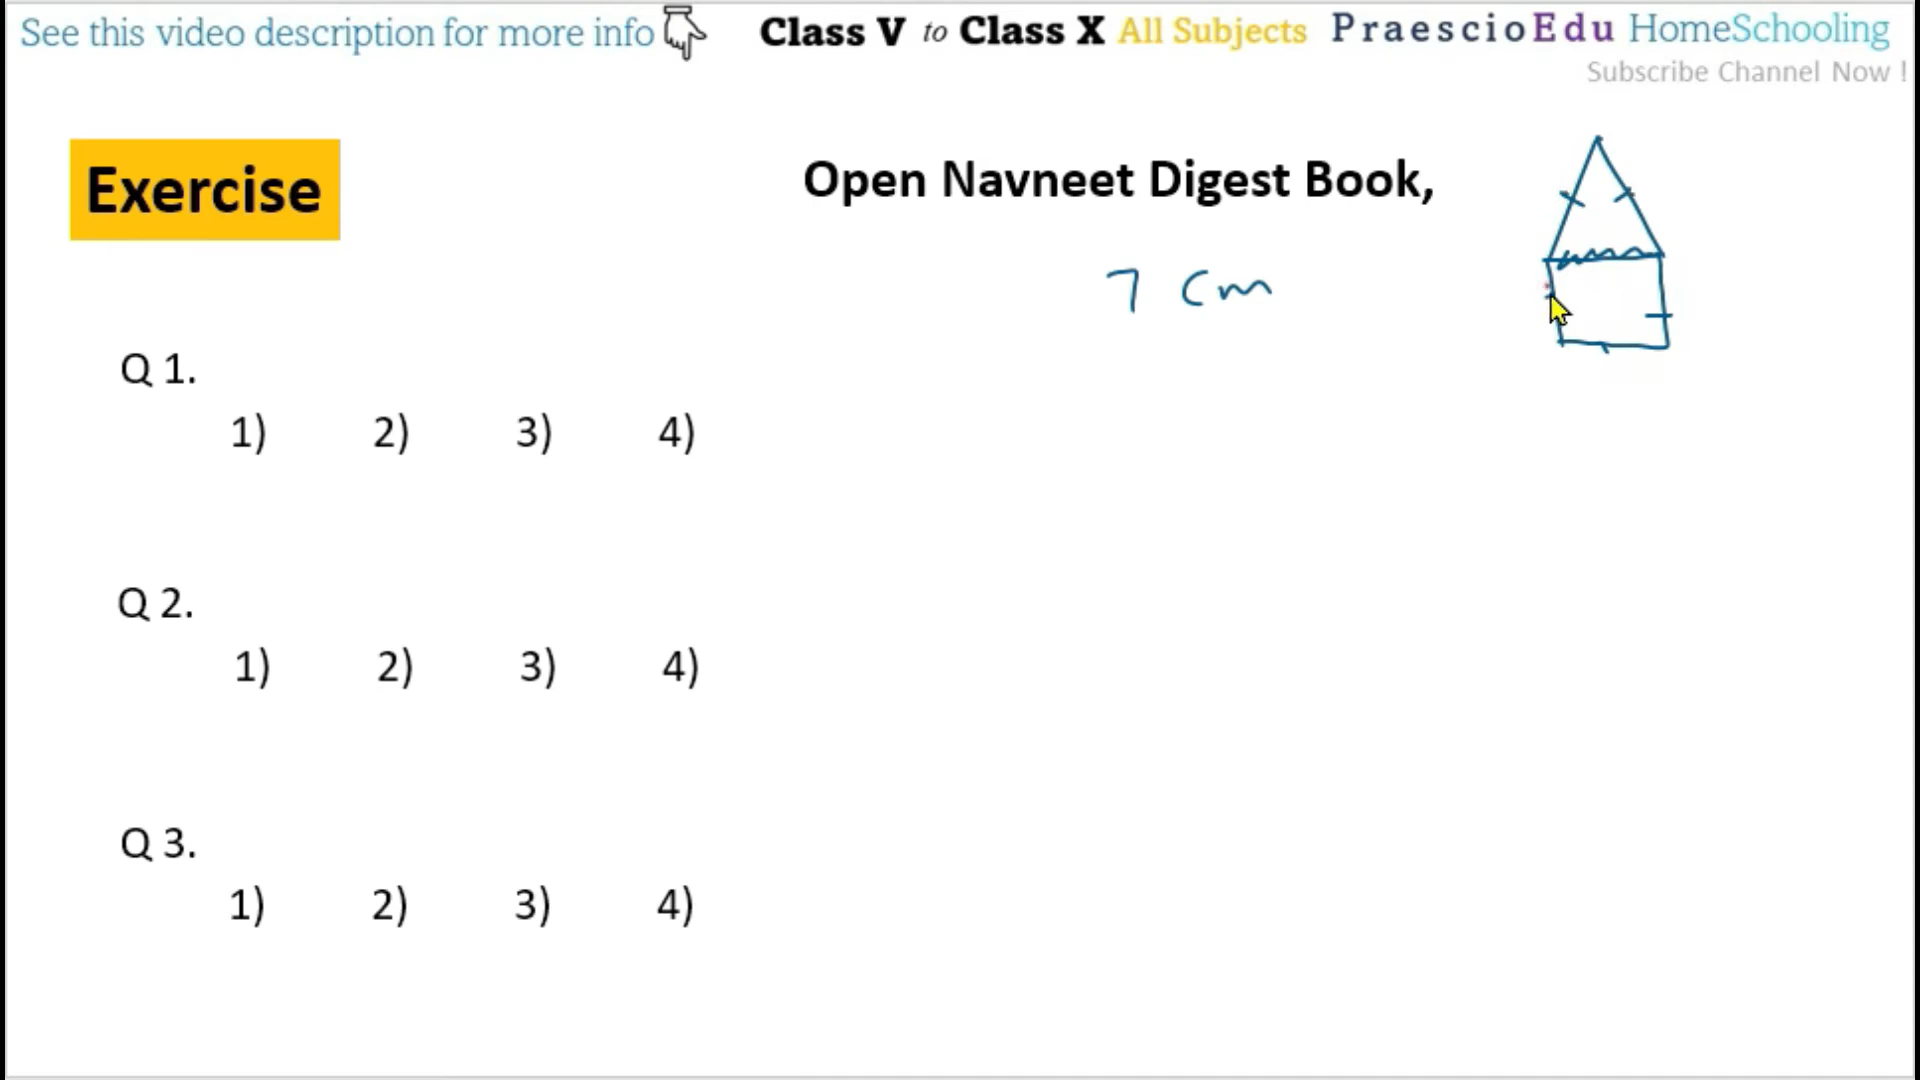 See this video description for more info Class V to Class X All Subjects PraescioEdu HomeSchooling
Subscribe Channel Now !
Exercise
Open Navneet Digest Book,
7 cm
Q 1.
1) 2) 3) 4)
Q 2.
1) 2) 3) 4)
Q 3.
1) 2) 3) 4)